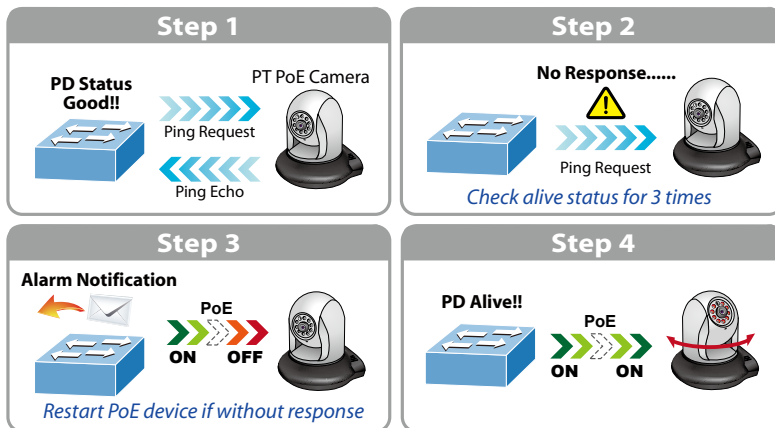 Step 1
PD Status
Good!!
PT PoE Camera
Ping Request
Ping Echo
Step 2
No Response......
Ping Request
Check alive status for 3 times
Step 3
Alarm Notification
PoE
ON OFF
Restart PoE device if without response
Step 4
PD Alive!!
PoE
ON ON